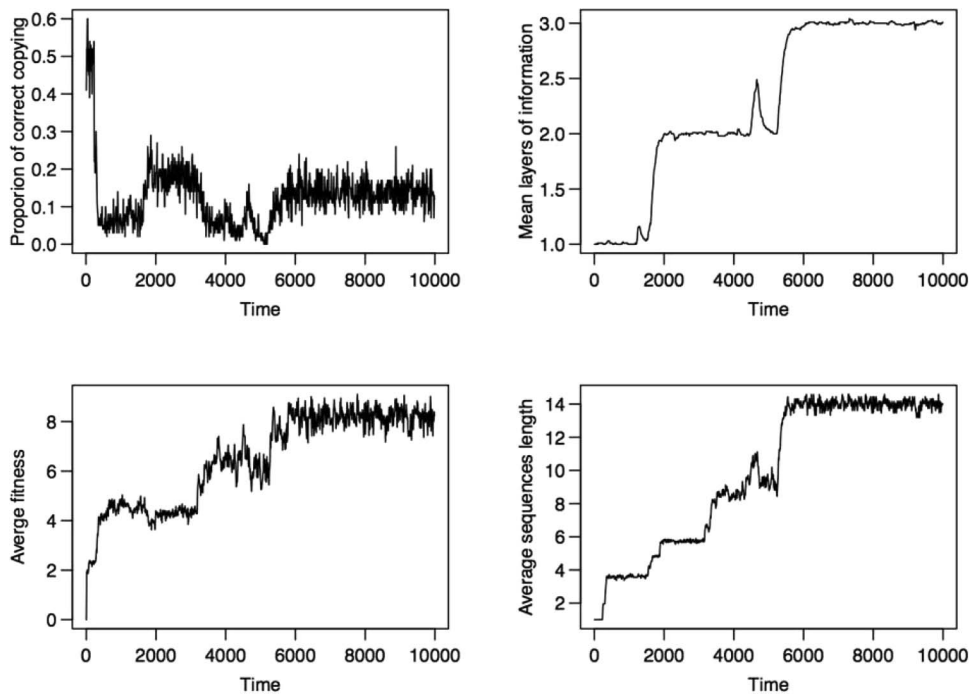 Proporion of correct copying
0.6
0.5
0.4
0.3
0.2
0.1
0.0
0 2000 4000 6000 8000 10000
Time
Mean layers of information
3.0
2.5
2.0
1.5
1.0
0 2000 4000 6000 8000 10000
Time
Averge fitness
8
6
4
2
0
0 2000 4000 6000 8000 10000
Time
Average sequences length
14
12
10
8
6
4
2
0 2000 4000 6000 8000 10000
Time